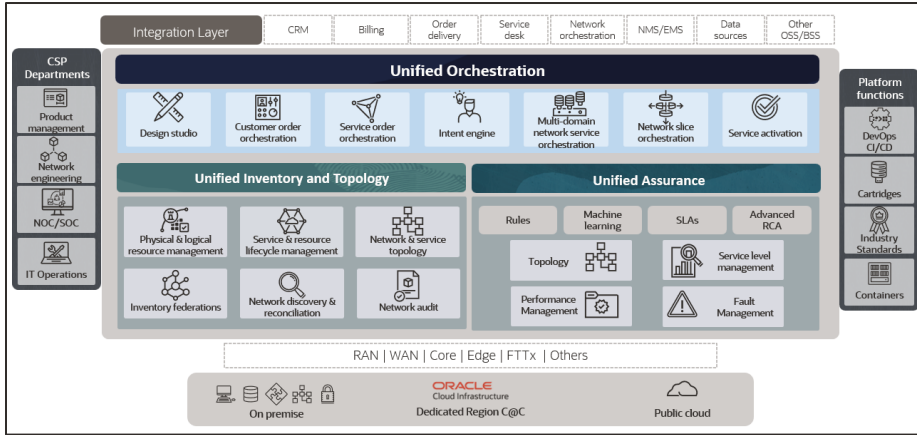 Integration Layer
CRM
Billing
Order
delivery
Service
desk
Network
orchestration
NMS/EMS
Data
sources
Other
OSS/BSS
CSP
Departments
Product
management
Network
engineering
NOC/SOC
IT Operations
Unified Orchestration
Design studio
Customer order
orchestration
Service order
orchestration
Intent engine
Multi-domain
network service
orchestration
Network slice
orchestration
Service activation
Unified Inventory and Topology
Physical & logical
resource management
Service & resource
lifecycle management
Network & service
topology
Inventory federations
Network discovery &
reconciliation
Network audit
Unified Assurance
Rules
Machine
learning
SLAs
Advanced
RCA
Topology
Service level
management
Performance
Management
Fault
Management
Platform
functions
DevOps
CI/CD
Cartridges
Industry
Standards
Containers
RAN | WAN | Core | Edge | FTTx | Others
On premise
ORACLE
Cloud Infrastructure
Dedicated Region C@C
Public cloud